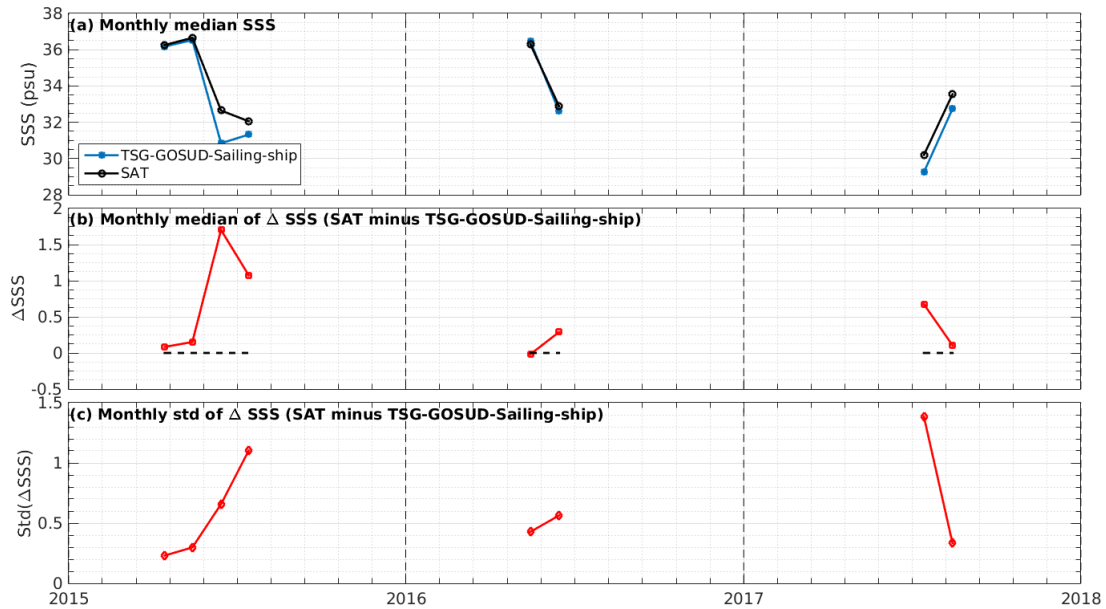 (a) Monthly median SSS
38
36
34
32
30
28
SSS (psu)
TSG-GOSUD-Sailing-ship
SAT
(b) Monthly median of Δ SSS (SAT minus TSG-GOSUD-Sailing-ship)
2
1.5
1
0.5
0
-0.5
ΔSSS
(c) Monthly std of Δ SSS (SAT minus TSG-GOSUD-Sailing-ship)
1.5
1
0.5
0
Std(ΔSSS)
2015 2016 2017 2018